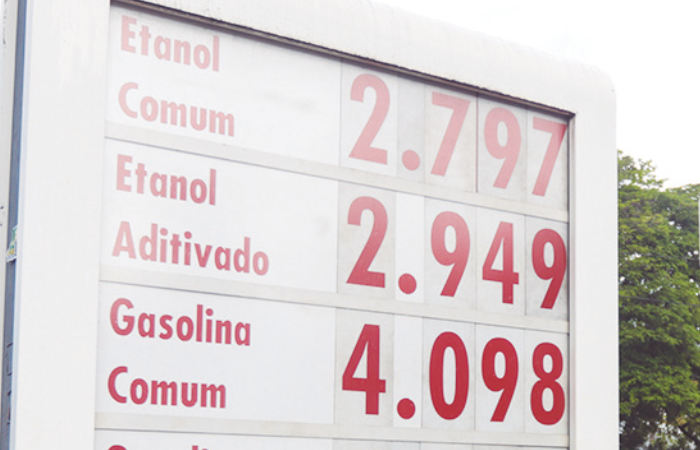 Etanol
Comum 2.797
Etanol
Aditivado 2.949
Gasolina
Comum 4.098